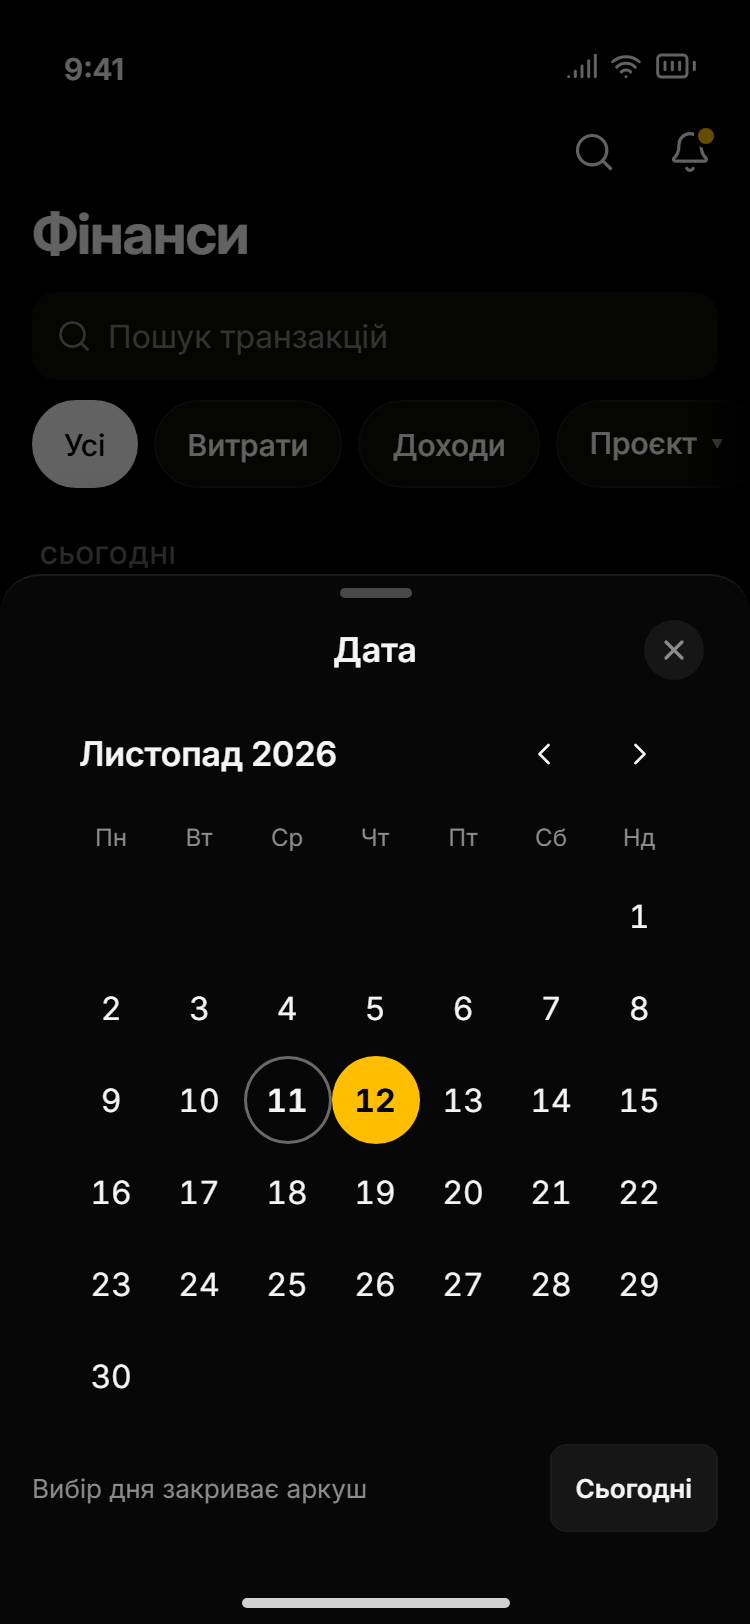 9:41
Фінанси
Пошук транзакцій
Усі Витрати Доходи Проєкт
СЬОГОДНІ
Дата
Листопад 2026
Пн Вт Ср Чт Пт Сб Нд
1
2 3 4 5 6 7 8
9 10 11 12 13 14 15
16 17 18 19 20 21 22
23 24 25 26 27 28 29
30
Вибір дня закриває аркуш Сьогодні